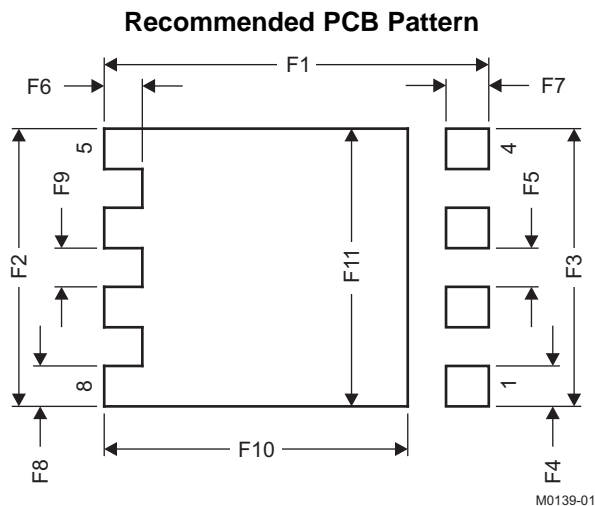 Recommended PCB Pattern
F1
F6
F7
5
4
F9
F5
F2
F11
F3
8
1
F10
F8
F4
M0139-01